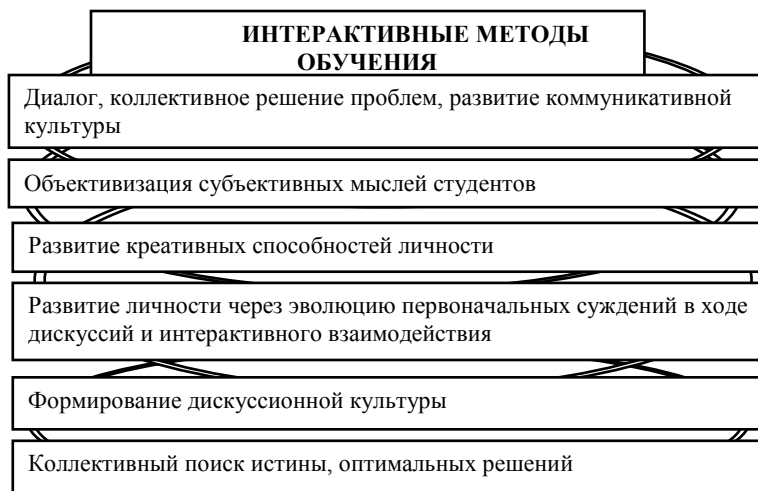 ИНТЕРАКТИВНЫЕ МЕТОДЫ
ОБУЧЕНИЯ
Диалог, коллективное решение проблем, развитие коммуникативной
культуры
Объективизация субъективных мыслей студентов
Развитие креативных способностей личности
Развитие личности через эволюцию первоначальных суждений в ходе
дискуссий и интерактивного взаимодействия
Формирование дискуссионной культуры
Коллективный поиск истины, оптимальных решений